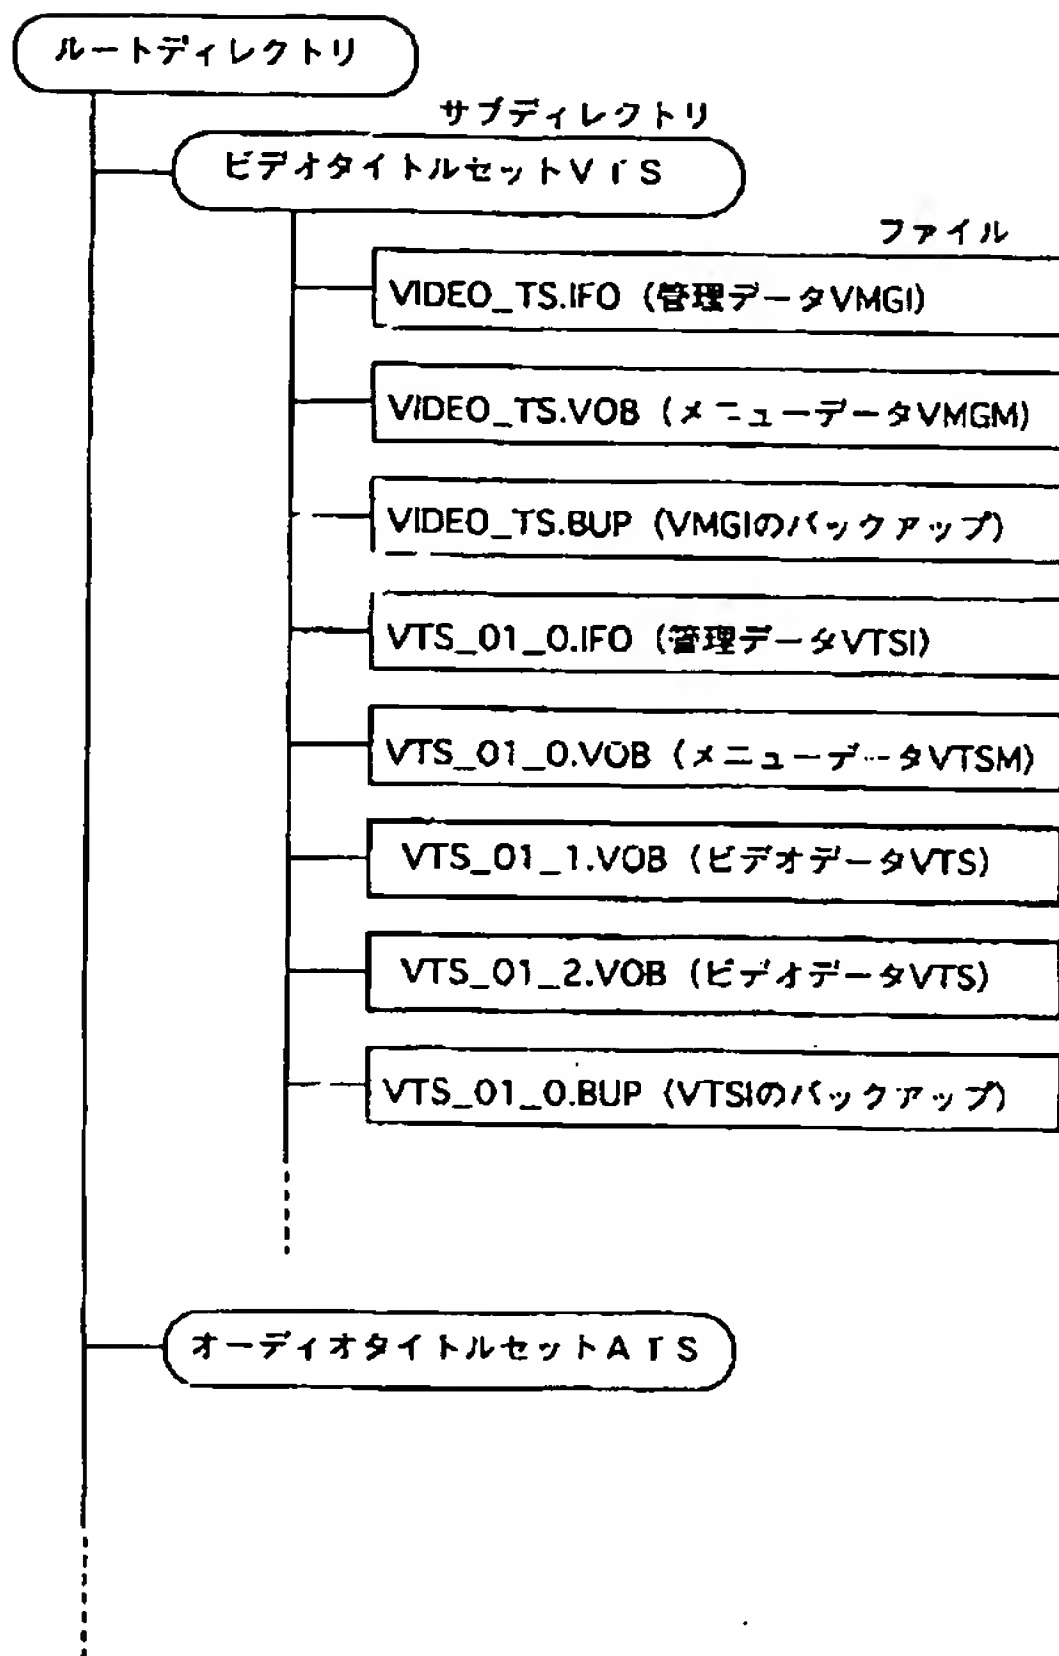 ルートディレクトリ
サブディレクトリ
ビデオタイトルセットVTS
ファイル
VIDEO_TS.IFO (管理データVMGI)
VIDEO_TS.VOB (メニューデータVMGM)
VIDEO_TS.BUP (VMGIのバックアップ)
VTS_01_0.IFO (管理データVTSI)
VTS_01_0.VOB (メニューデータVTSM)
VTS_01_1.VOB (ビデオデータVTS)
VTS_01_2.VOB (ビデオデータVTS)
VTS_01_0.BUP (VTSIのバックアップ)
オーディオタイトルセットATS